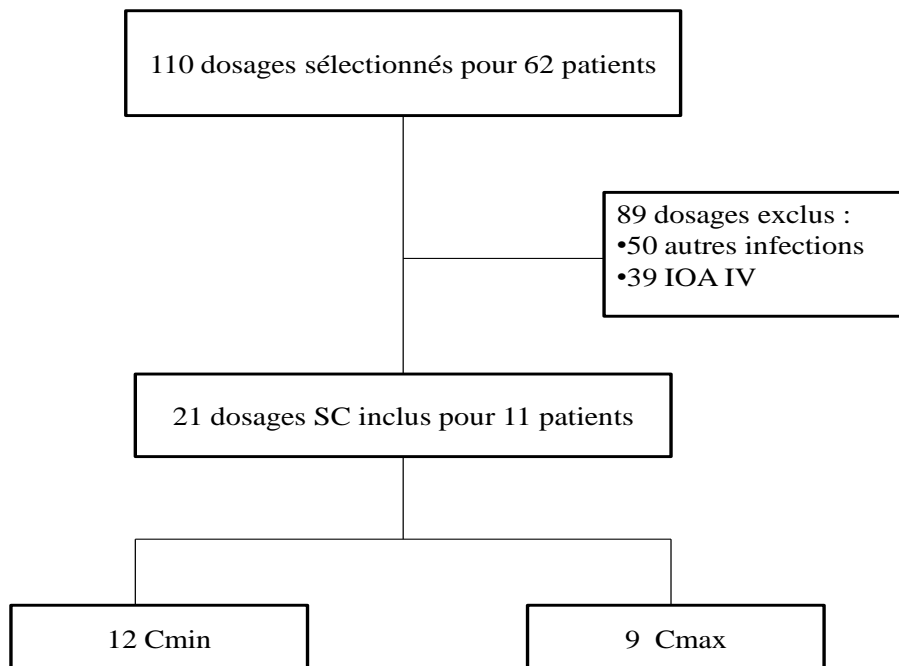 110 dosages sélectionnés pour 62 patients
89 dosages exclus :
•50 autres infections
•39 IOA IV
21 dosages SC inclus pour 11 patients
12 Cmin
9 Cmax